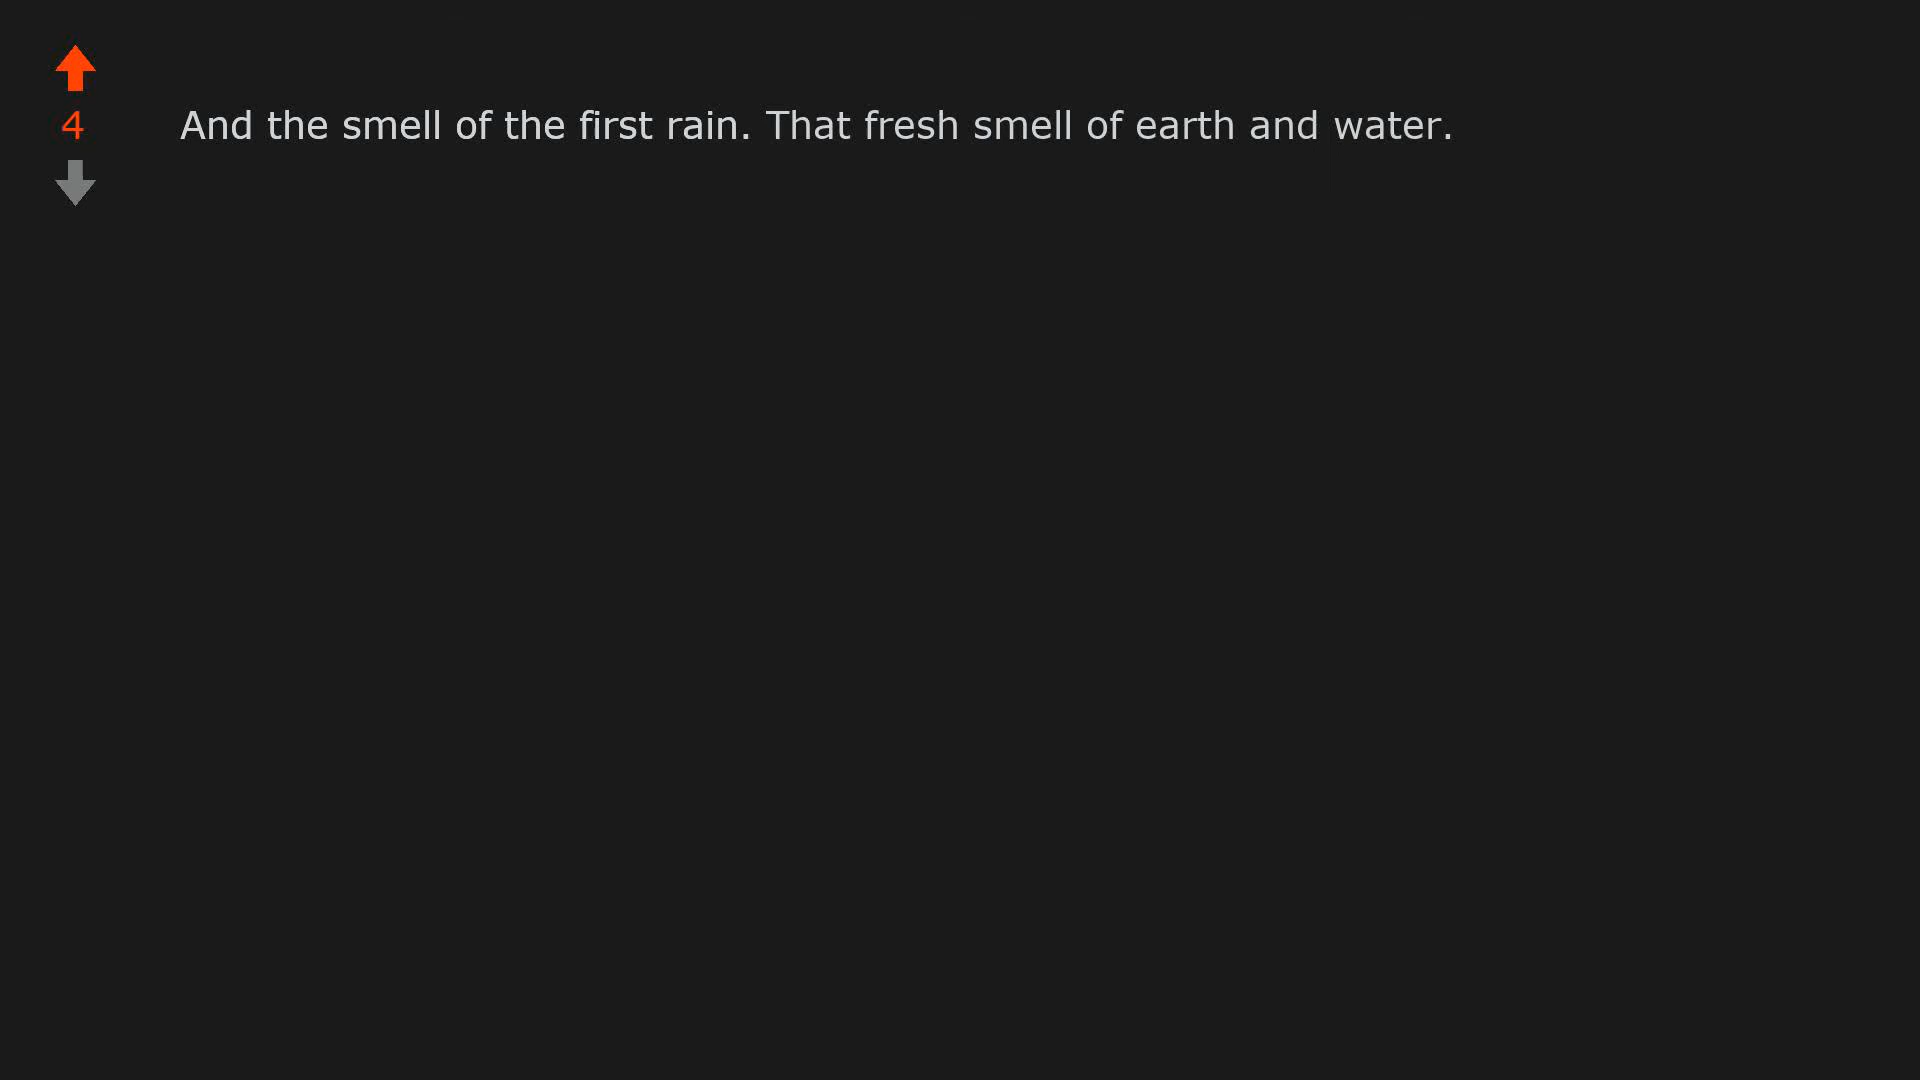 4
And the smell of the first rain. That fresh smell of earth and water.